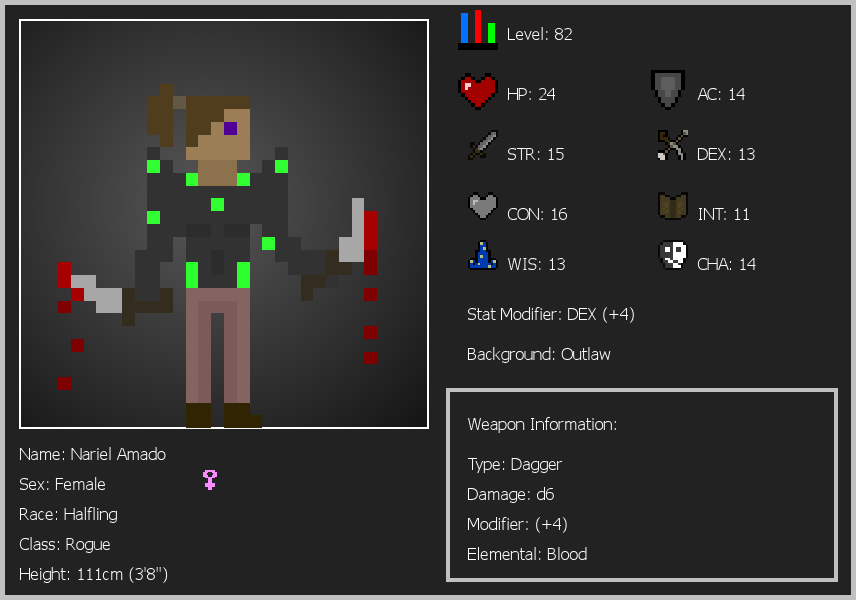 Level: 82
HP: 24
AC: 14
STR: 15
DEX: 13
CON: 16
INT: 11
WIS: 13
CHA: 14
Stat Modifier: DEX (+4)
Background: Outlaw
Weapon Information:
Type: Dagger
Damage: d6
Modifier: (+4)
Elemental: Blood
Name: Nariel Amado
Sex: Female
Race: Halfling
Class: Rogue
Height: 111cm (3'8")